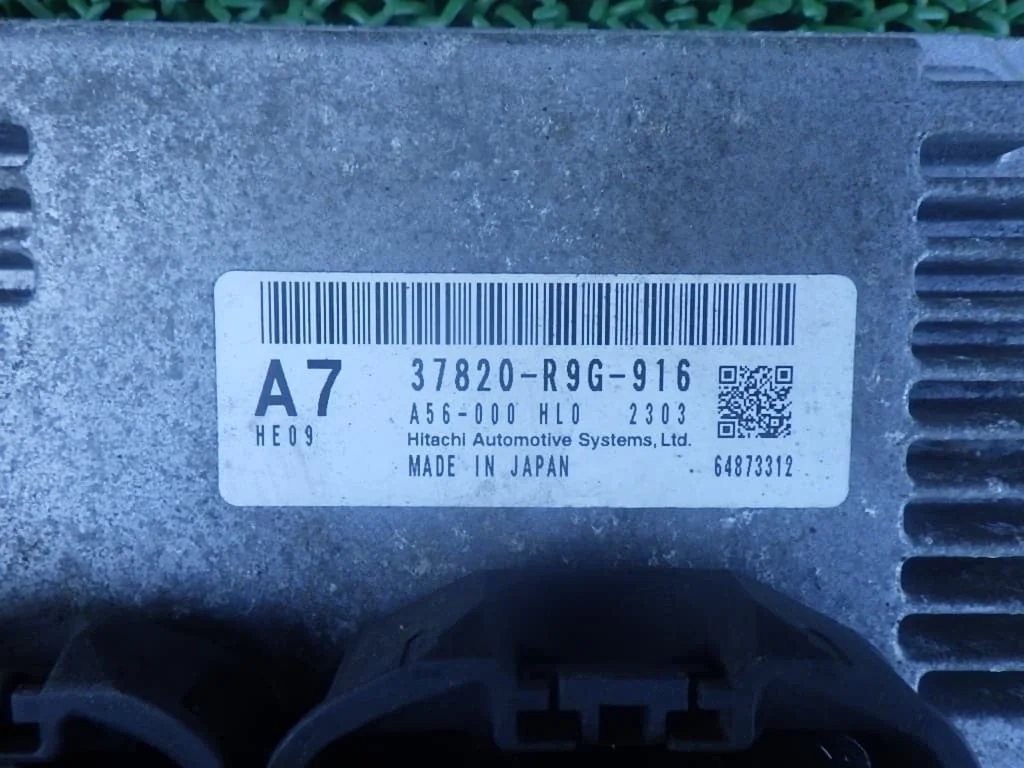 A7 37820-R9G-916
A56-000 HL0 2303
HE09
Hitachi Automotive Systems, Ltd.
MADE IN JAPAN 64873312